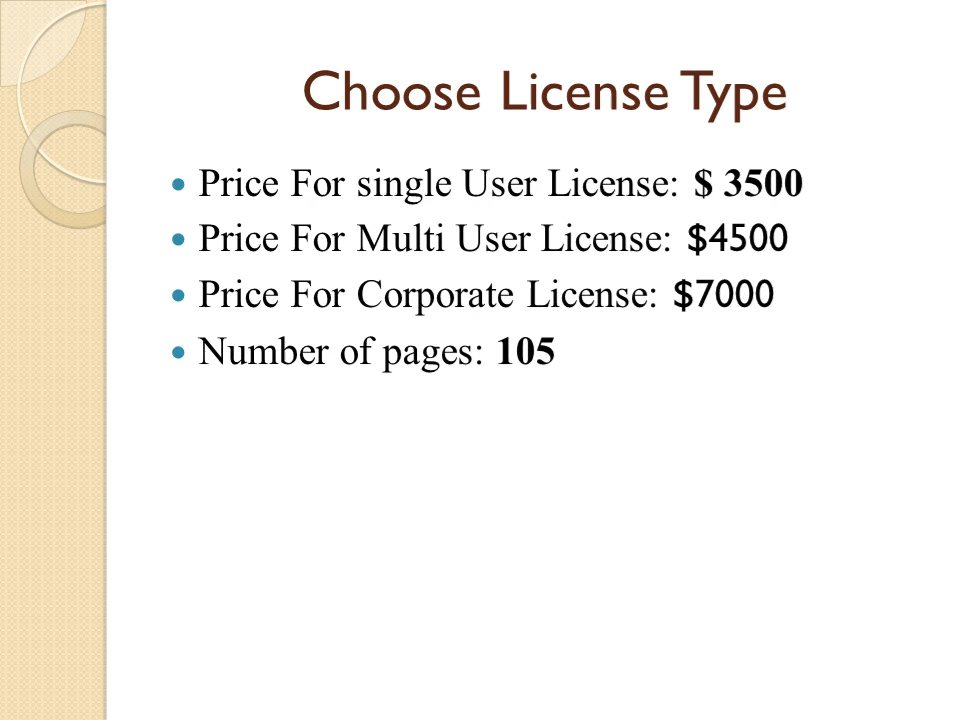 Choose License Type
Price For single User License: $ 3500
Price For Multi User License: $4500
Price For Corporate License: $7000
Number of pages: 105